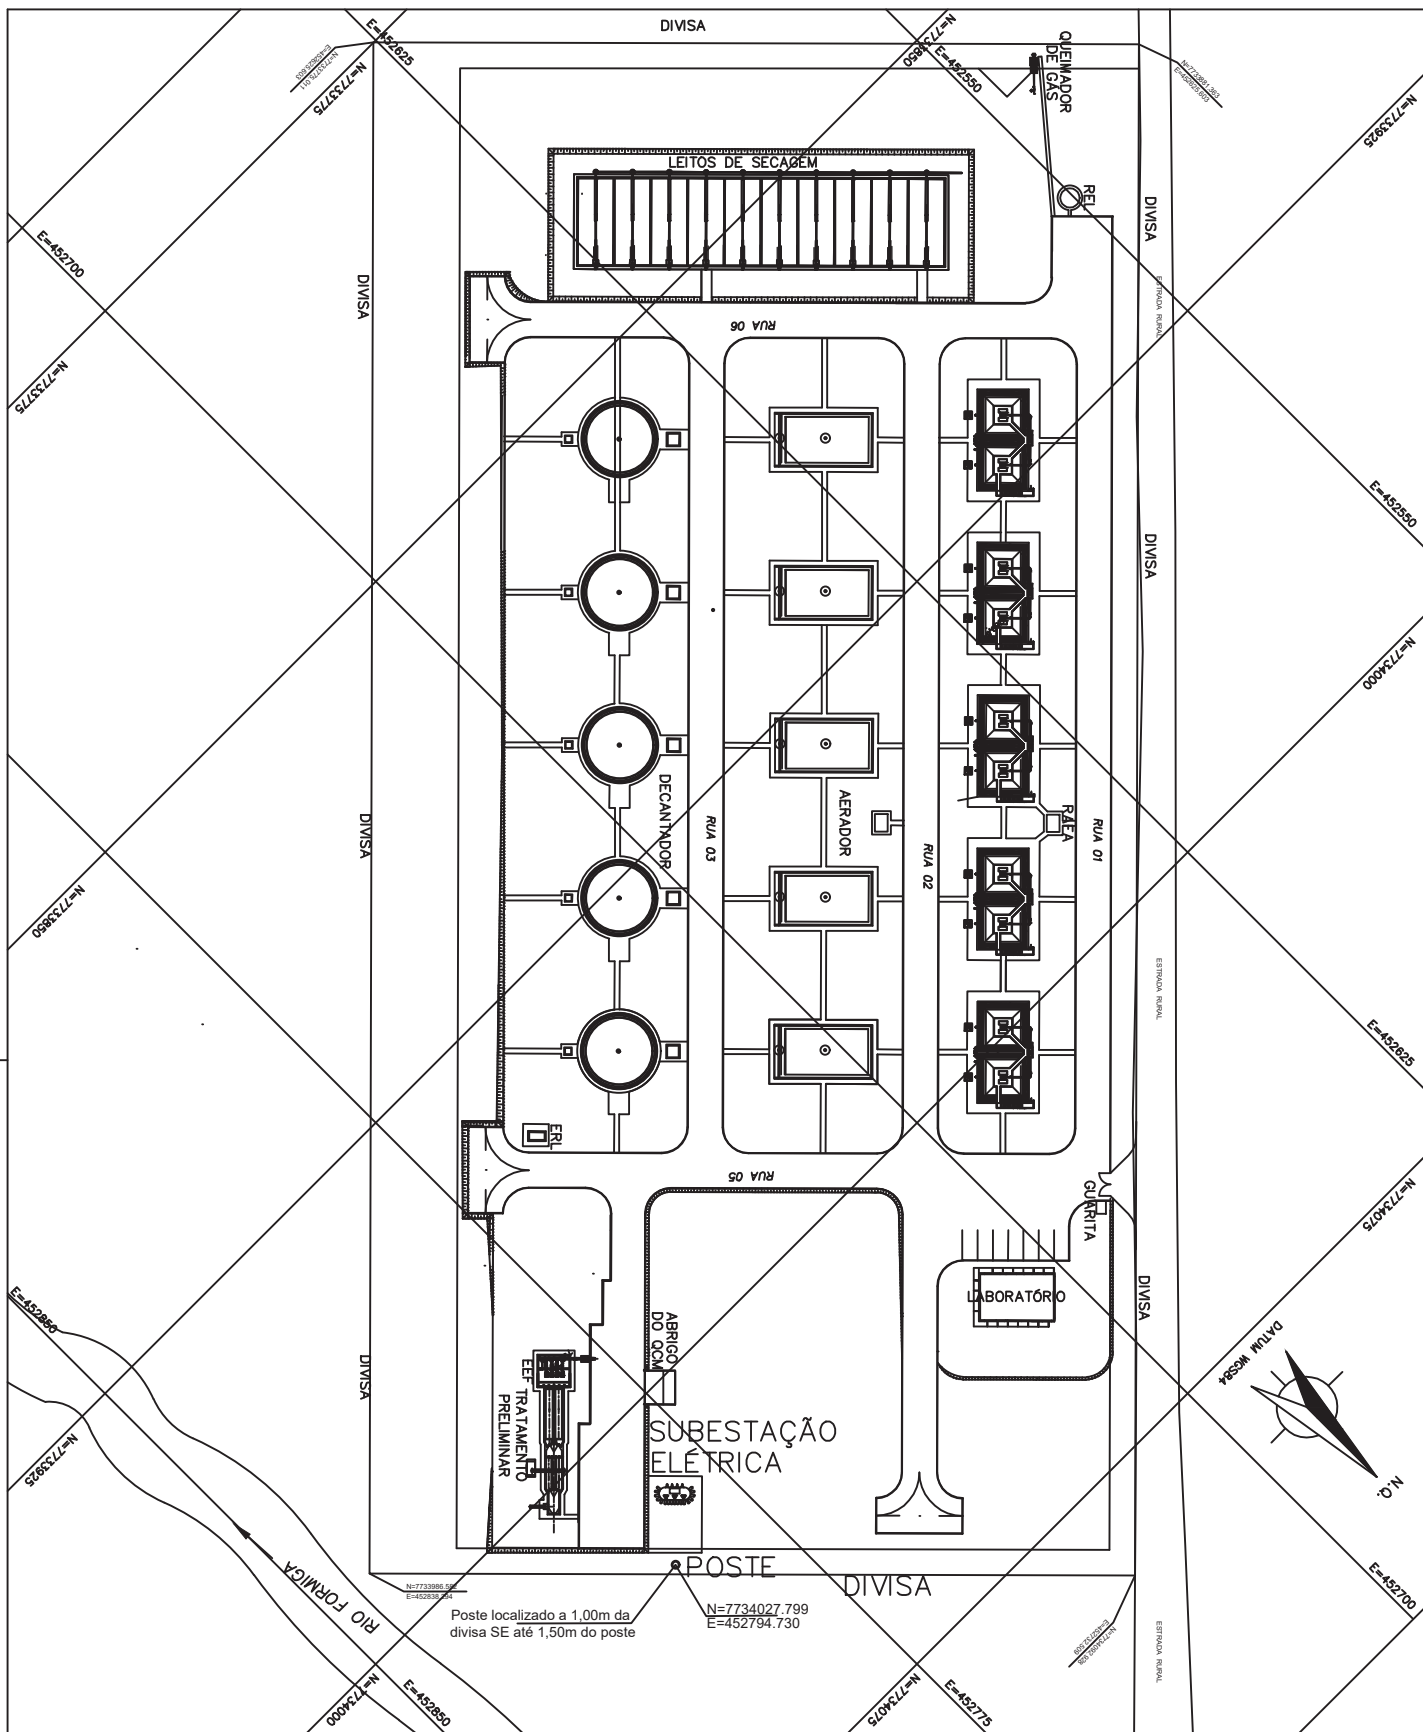 DIVISA
E=452625
N=7733775
N=7733850
E=452550
QUEIMADOR
DE GÁS
N=7733925
LEITOS DE SECAGEM
REL
DIVISA
E=452700
DIVISA
ESTRADA RURAL
RUA 06
N=7733775
E=452550
DIVISA
N=7734000
DECANTADOR
RUA 03
AERADOR
RUA 02
RAFA
RUA 01
DIVISA
N=7733850
ESTRADA RURAL
E=452625
ERL
RUA 05
GUARITA
N=7734075
LABORATÓRIO
DIVISA
E=452850
ABRIGO
DO QCM
DATUM WGS84
DIVISA
EEF TRATAMENTO
PRELIMINAR
SUBESTAÇÃO
ELÉTRICA
N=7733925
N.Q.
RIO FORMIGA
POSTE
DIVISA
E=452700
Poste localizado a 1,00m da
divisa SE até 1,50m do poste
N=7734027.799
E=452794.730
ESTRADA RURAL
N=7734000
E=452850
N=7734075
E=452775